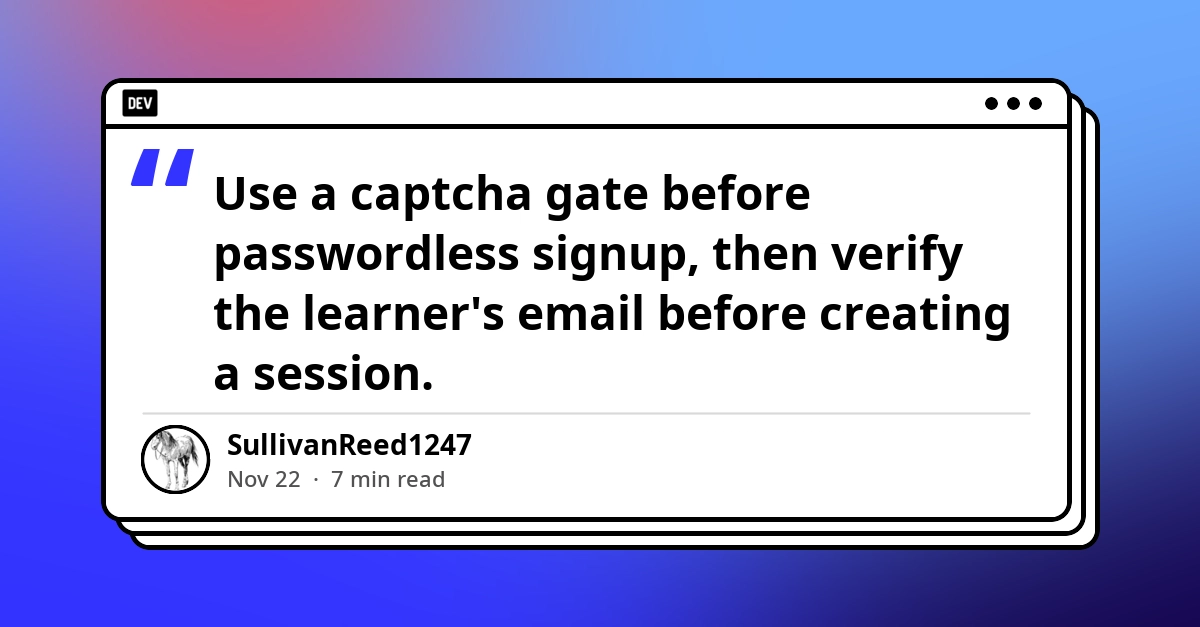 DEV
“
Use a captcha gate before
passwordless signup, then verify
the learner's email before creating
a session.
SullivanReed1247
Nov 22 · 7 min read